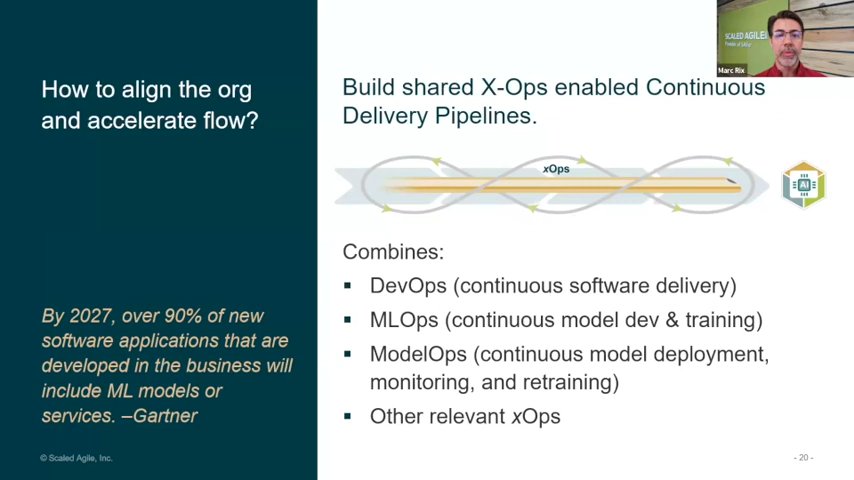 How to align the org
and accelerate flow?
By 2027, over 90% of new
software applications that are
developed in the business will
include ML models or
services. –Gartner
© Scaled Agile, Inc.
Build shared X-Ops enabled Continuous
Delivery Pipelines.
xOps
AI
Combines:
▪ DevOps (continuous software delivery)
▪ MLOps (continuous model dev & training)
▪ ModelOps (continuous model deployment,
monitoring, and retraining)
▪ Other relevant xOps
- 20 -
SCALED AGILE
Marc Rix